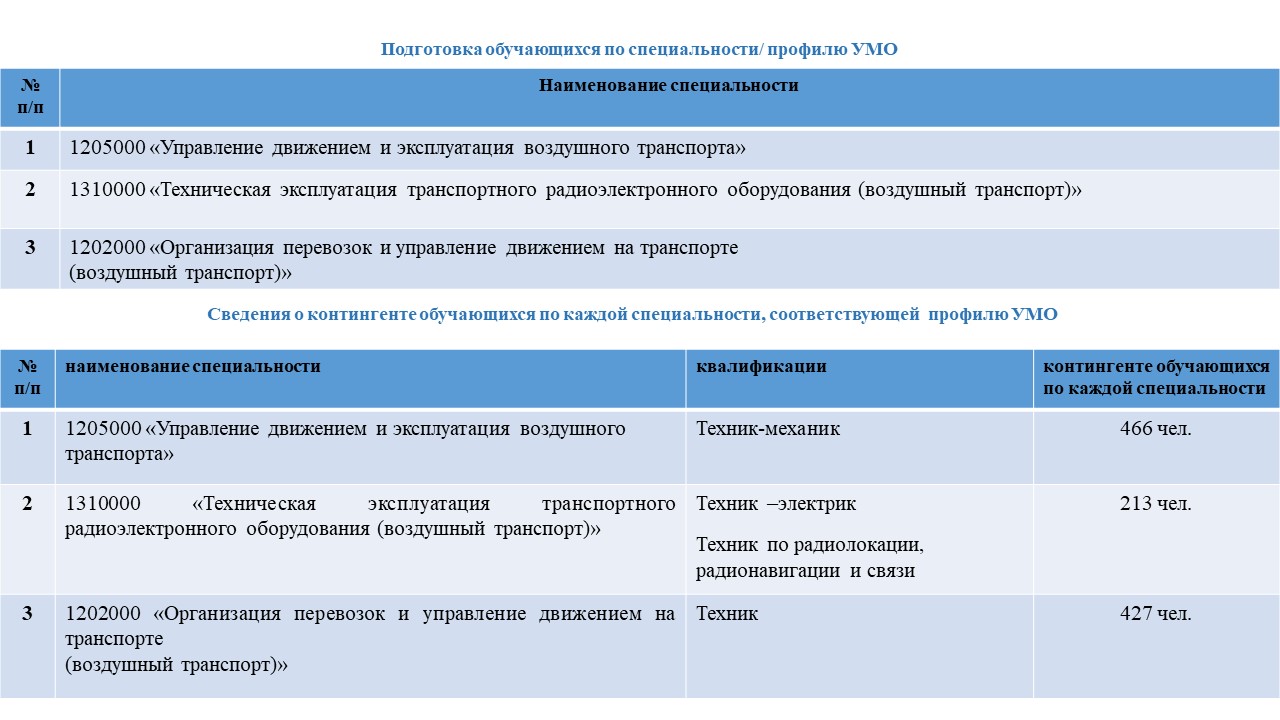 Подготовка обучающихся по специальности/ профилю УМО
№ п/п
Наименование специальности
1
1205000 «Управление движением и эксплуатация воздушного транспорта»
2
1310000 «Техническая эксплуатация транспортного радиоэлектронного оборудования (воздушный транспорт)»
3
1202000 «Организация перевозок и управление движением на транспорте
(воздушный транспорт)»
Сведения о контингенте обучающихся по каждой специальности, соответствующей профилю УМО
№ п/п
наименование специальности
квалификации
контингенте обучающихся
по каждой специальности
1
1205000 «Управление движением и эксплуатация воздушного
транспорта»
Техник-механик
466 чел.
2
1310000 «Техническая эксплуатация транспортного
радиоэлектронного оборудования (воздушный транспорт)»
Техник –электрик
Техник по радиолокации,
радионавигации и связи
213 чел.
3
1202000 «Организация перевозок и управление движением на
транспорте
(воздушный транспорт)»
Техник
427 чел.